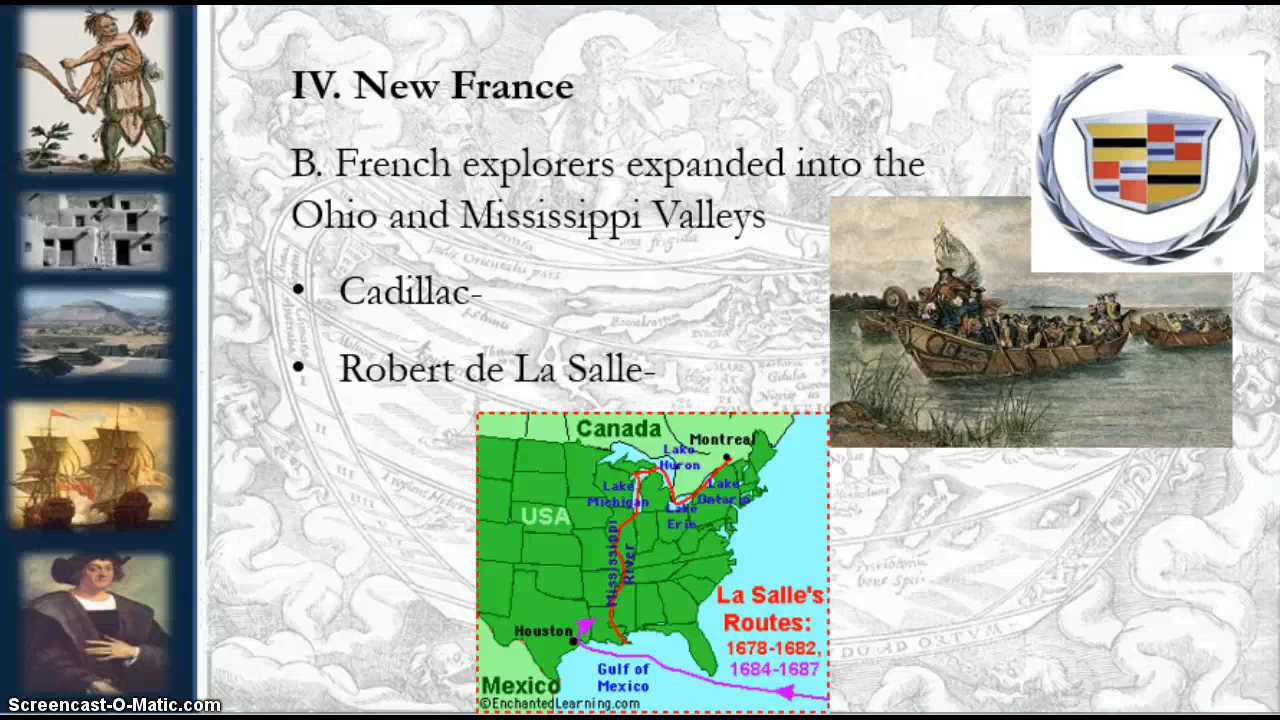 IV. New France
B. French explorers expanded into the
Ohio and Mississippi Valleys
• Cadillac-
• Robert de La Salle-
Canada
Montreal
Lake
Huron
Lake
Michigan
Lake
Ontario
Lake
Erie
USA
Mississippi
River
La Salle's
Routes:
1678-1682,
1684-1687
Houston
Gulf of
Mexico
Mexico
©EnchantedLearning.com
Screencast-O-Matic.com